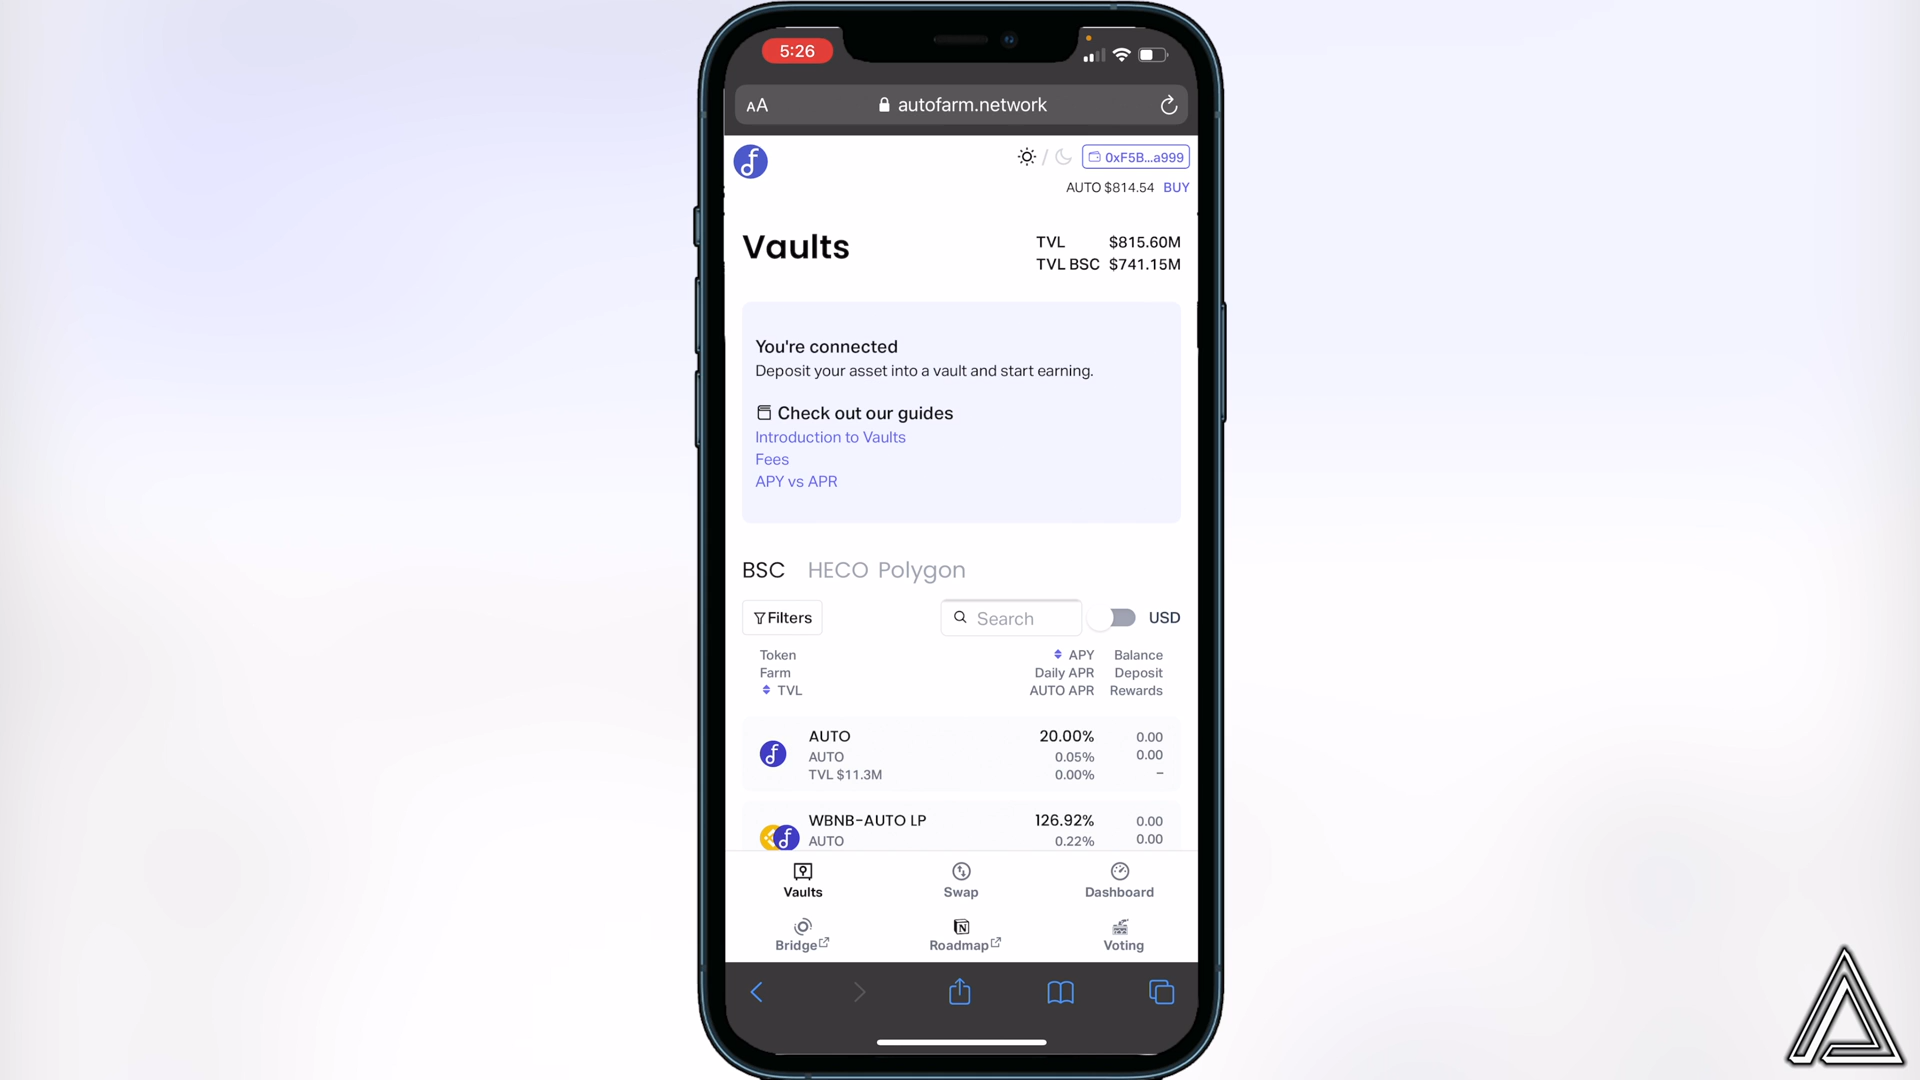 5:26
AA autofarm.network
0xF5B...a999
AUTO $814.54 BUY
Vaults
TVL $815.60M
TVL BSC $741.15M
You're connected
Deposit your asset into a vault and start earning.
Check out our guides
Introduction to Vaults
Fees
APY vs APR
BSC HECO Polygon
Filters Search USD
Token APY Balance
Farm Daily APR Deposit
TVL AUTO APR Rewards
AUTO 20.00% 0.00
AUTO 0.05% 0.00
TVL $11.3M 0.00% –
WBNB-AUTO LP 126.92% 0.00
AUTO 0.22% 0.00
Vaults Swap Dashboard
Bridge Roadmap Voting